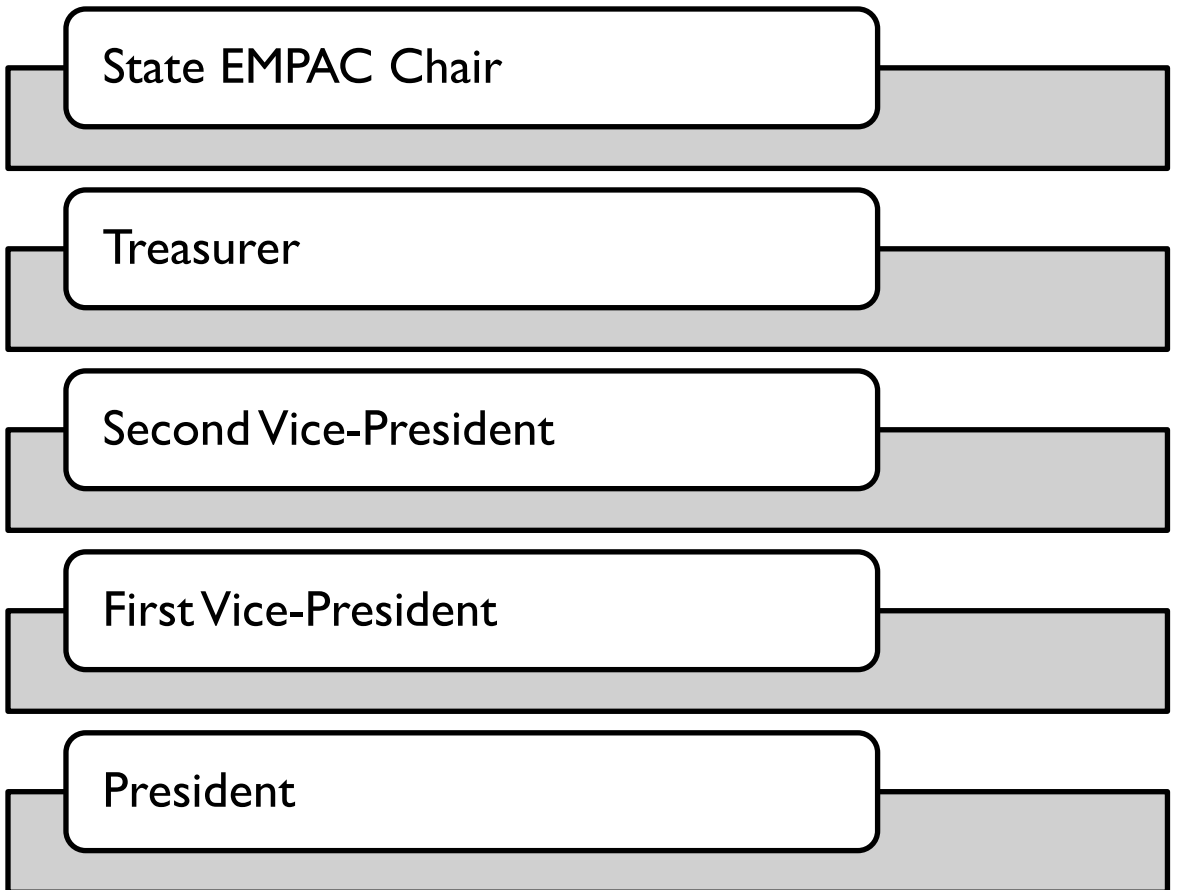 State EMPAC Chair
Treasurer
Second Vice-President
First Vice-President
President